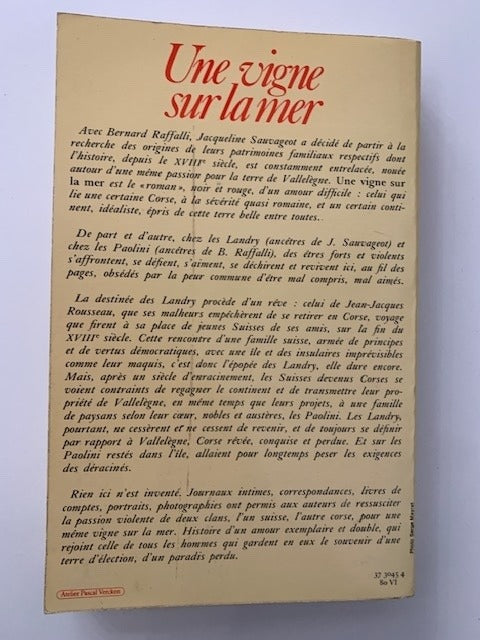 Une vigne
sur la mer
Avec Bernard Raffalli, Jacqueline Sauvageot a décidé de partir à la
recherche des origines de leurs patrimoines familiaux respectifs dont
l'histoire, depuis le XVIIIe siècle, est constamment entrelacée, nouée
autour d'une même passion pour la terre de Vallelègne. Une vigne sur
la mer est le « roman », noir et rouge, d'un amour difficile : celui qui
lie une certaine Corse, à la sévérité quasi romaine, et un certain conti-
nent, idéaliste, épris de cette terre belle entre toutes.
De part et d'autre, chez les Landry (ancêtres de J. Sauvageot) et
chez les Paolini (ancêtres de B. Raffalli), des êtres forts et violents
s'affrontent, se défient, s'aiment, se déchirent et revivent ici, au fil des
pages, obsédés par la peur commune d'être mal compris, mal aimés.
La destinée des Landry procède d'un rêve : celui de Jean-Jacques
Rousseau, que ses malheurs empêchèrent de se retirer en Corse, voyage
que firent à sa place de jeunes Suisses de ses amis, sur la fin du
XVIIIe siècle. Cette rencontre d'une famille suisse, armée de principes
et de vertus démocratiques, avec une île et des insulaires imprévisibles
comme leur maquis, c'est donc l'épopée des Landry, elle dure encore.
Mais, après un siècle d'enracinement, les Suisses devenus Corses se
voient contraints de regagner le continent et de transmettre leur pro-
priété de Vallelègne, en même temps que leurs projets, à une famille
de paysans selon leur cœur, nobles et austères, les Paolini. Les Landry,
pourtant, ne cessèrent et ne cessent de revenir, et de toujours se définir
par rapport à Vallelègne, Corse rêvée, conquise et perdue. Et sur les
Paolini restés dans l'île, allaient pour longtemps peser les exigences
des déracinés.
Rien ici n'est inventé. Journaux intimes, correspondances, livres de
comptes, portraits, photographies ont permis aux auteurs de ressusciter
la passion violente de deux clans, l'un suisse, l'autre corse, pour une
même vigne sur la mer. Histoire d'un amour exemplaire et double, qui
rejoint celle de tous les hommes qui gardent en eux le souvenir d'une
terre d'élection, d'un paradis perdu.
37 3945 4
80 VI
Atelier Pascal Vercken